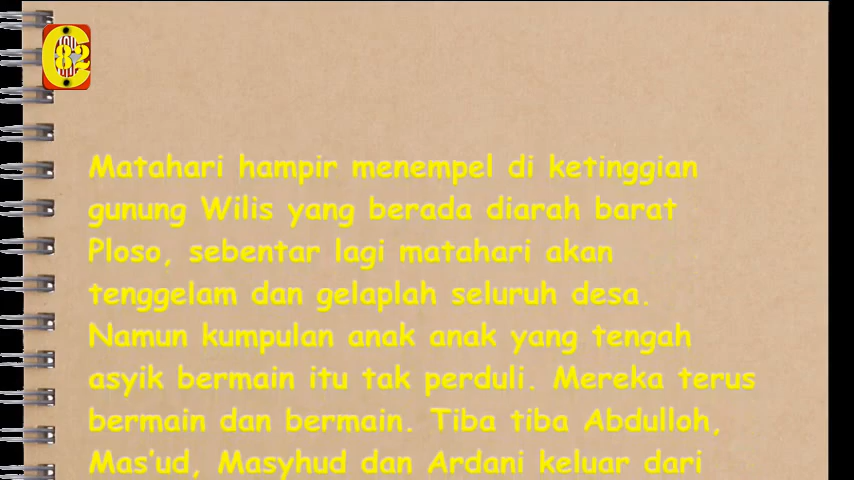 C82
Matahari hampir menempel di ketinggian
gunung Wilis yang berada diarah barat
Ploso, sebentar lagi matahari akan
tenggelam dan gelaplah seluruh desa.
Namun kumpulan anak anak yang tengah
asyik bermain itu tak perduli. Mereka terus
bermain dan bermain. Tiba tiba Abdulloh,
Mas'ud, Masyhud dan Ardani keluar dari